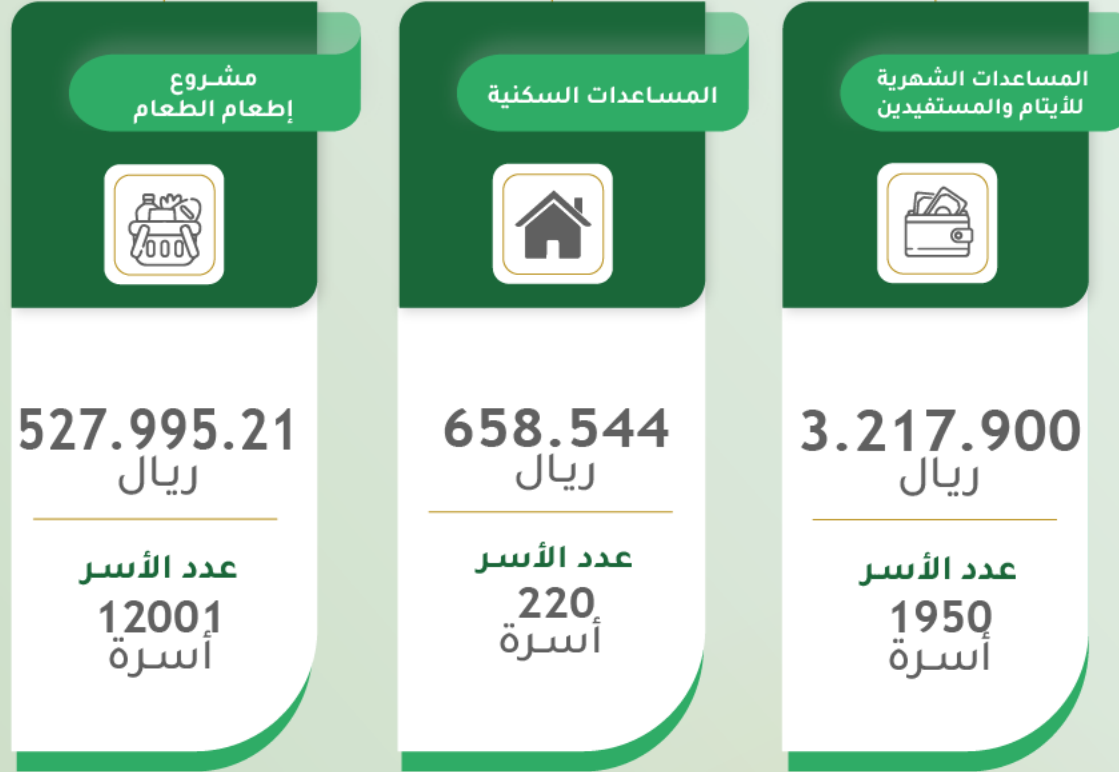 المساعدات الشهرية
للأيتام والمستفيدين
3.217.900
ريال
عدد الأسر
1950
أسرة
المساعدات السكنية
658.544
ريال
عدد الأسر
220
أسرة
مشروع
إطعام الطعام
527.995.21
ريال
عدد الأسر
12001
أسرة